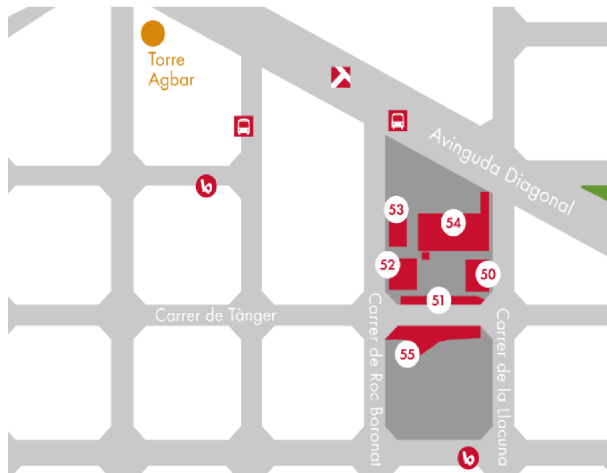 Torre
Agbar
Avinguda Diagonal
53
54
52
50
51
Carrer de Tànger
55
Carrer de Roc Boronat
Carrer de la Llacuna
b
b